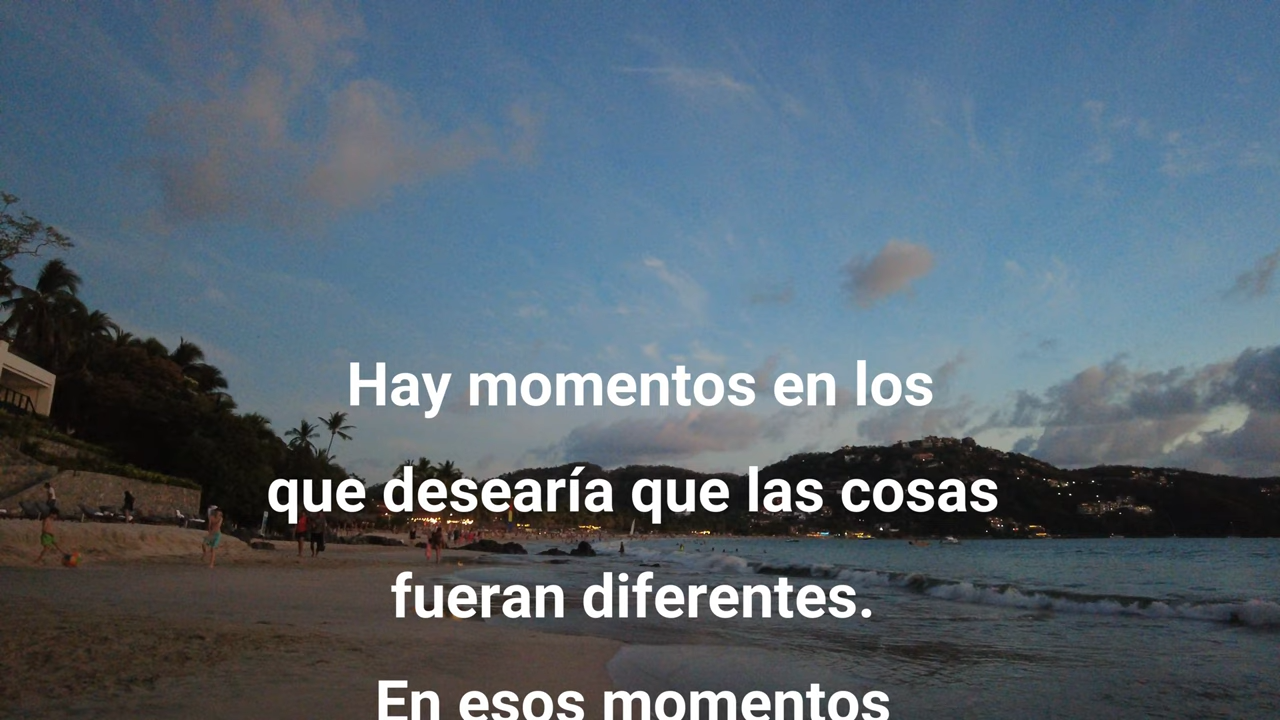 Hay momentos en los
que desearía que las cosas
fueran diferentes.
En esos momentos